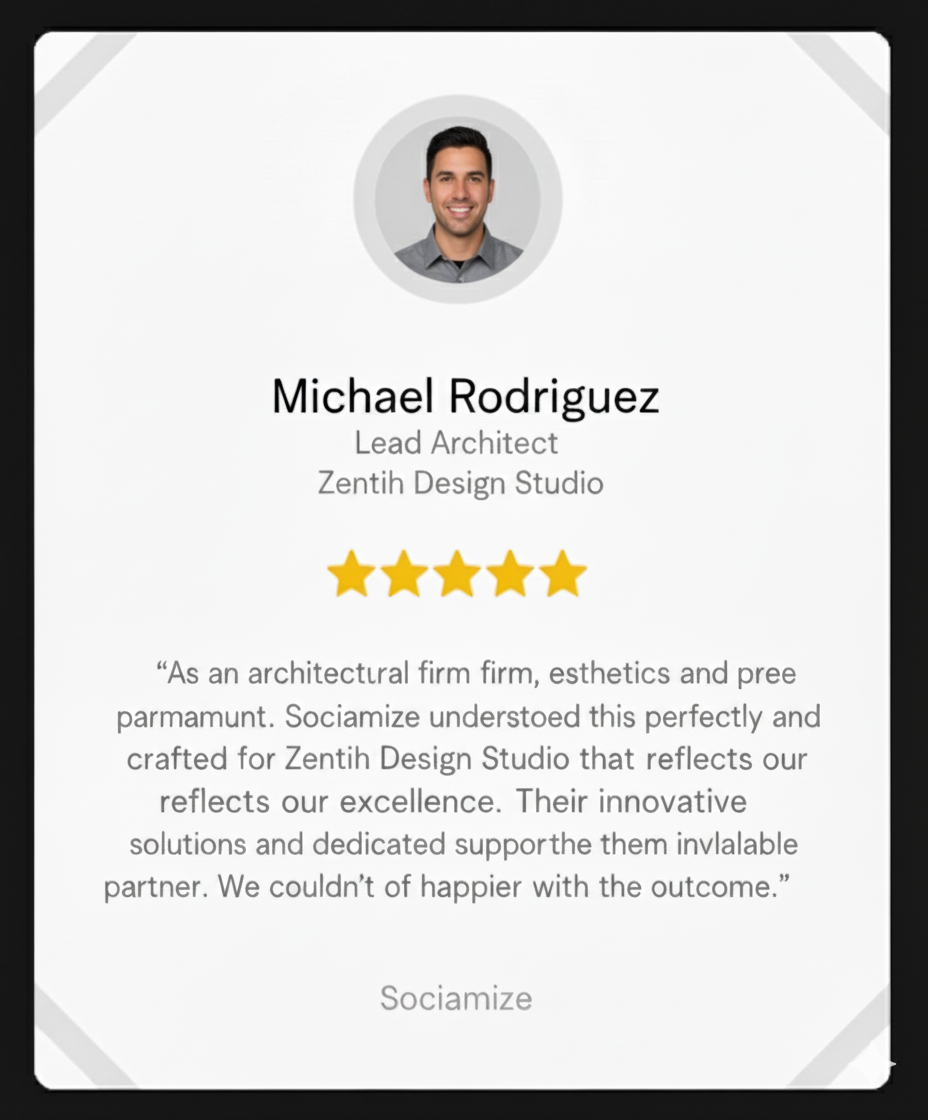 Michael Rodriguez
Lead Architect
Zentih Design Studio
“As an architectural firm firm, esthetics and pree
parmamunt. Sociamize understoed this perfectly and
crafted for Zentih Design Studio that reflects our
reflects our excellence. Their innovative
solutions and dedicated supporthe them invlalable
partner. We couldn’t of happier with the outcome.”
Sociamize